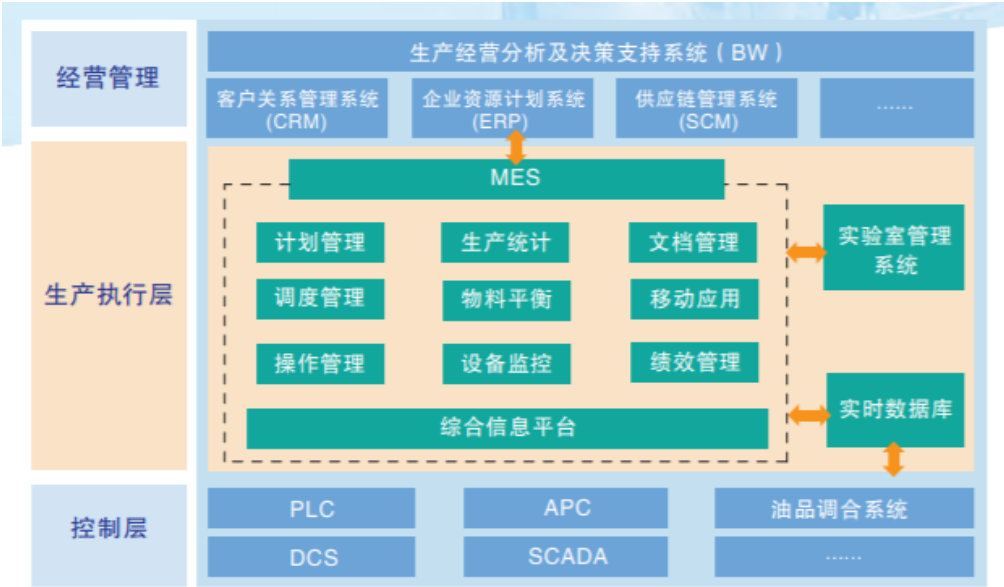 经营管理
生产经营分析及决策支持系统（BW）
客户关系管理系统
(CRM)
企业资源计划系统
(ERP)
供应链管理系统
(SCM)
······
生产执行层
MES
计划管理
生产统计
文档管理
调度管理
物料平衡
移动应用
操作管理
设备监控
绩效管理
综合信息平台
实验室管理
系统
实时数据库
控制层
PLC
APC
油品调合系统
DCS
SCADA
······